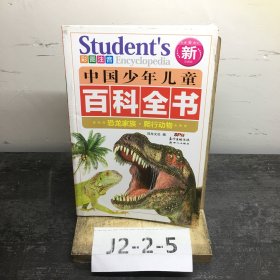 Student's
彩图注音 Encyclopedia
新
中国少年儿童
百科全书
恐龙家族·爬行动物
J2-2-5